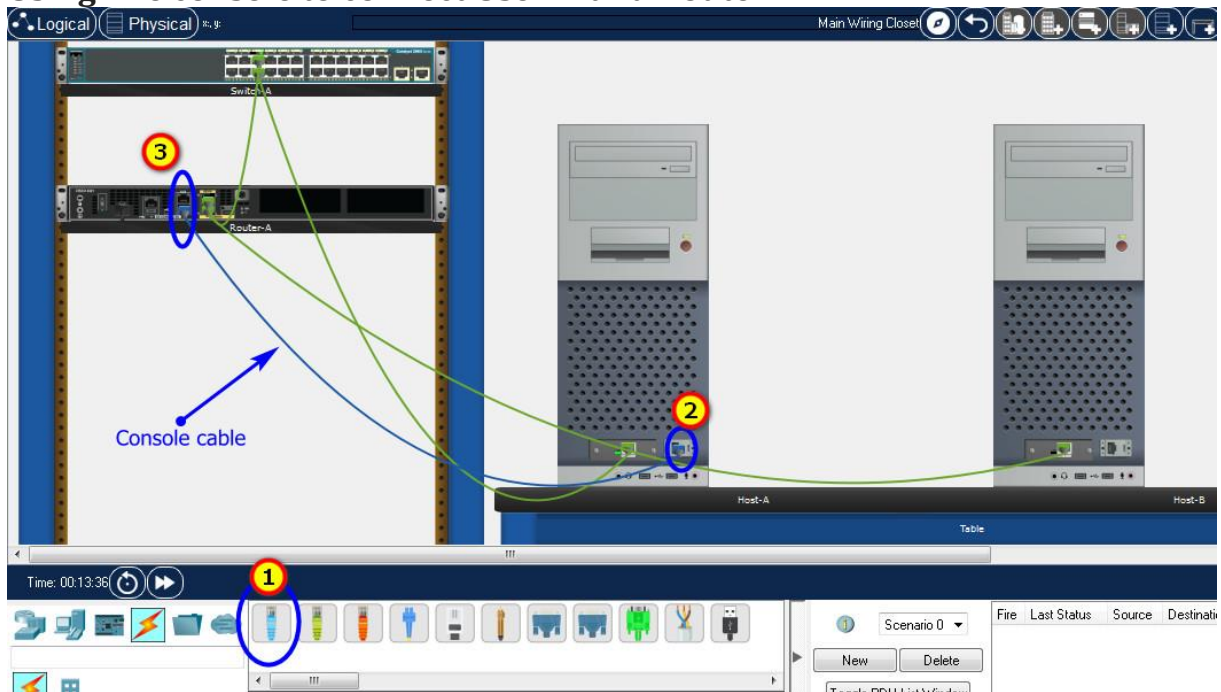 Logical
Physical
x:, y:
Main Wiring Closet
Switch-A
3
Router-A
2
Console cable
Host-A
Host-B
Table
Time: 00:13:36
1
Scenario 0
Fire Last Status Source
New
Delete